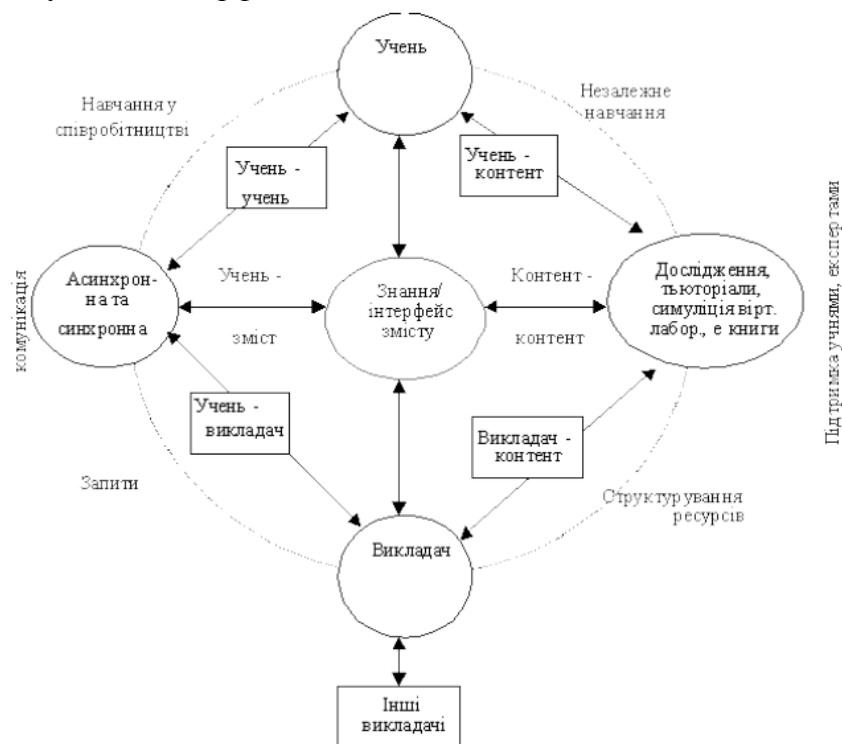 Учень
Навчання у
співробітництві
Незалежне
навчання
Учень -
учень
Учень -
контент
Асинхрон-
на та
синхронна
комунікація
Учень -
зміст
Знання/
інтерфейс
змісту
Контент -
контент
Дослідження,
тьюторіали,
симуліція вірт.
лабор., е книги
Підтримка учнями, експертами
Учень -
викладач
Викладач -
контент
Запити
Структурування
ресурсів
Викладач
Інші
викладачі